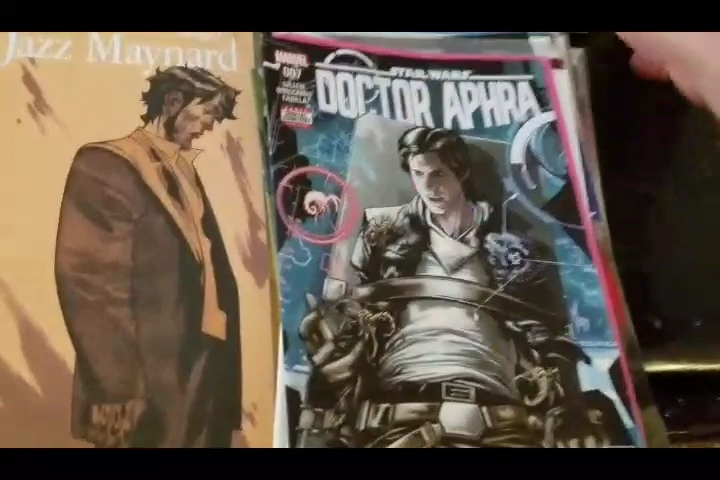 Jazz Maynard
MARVEL
007
STAR WARS
DOCTOR APHRA